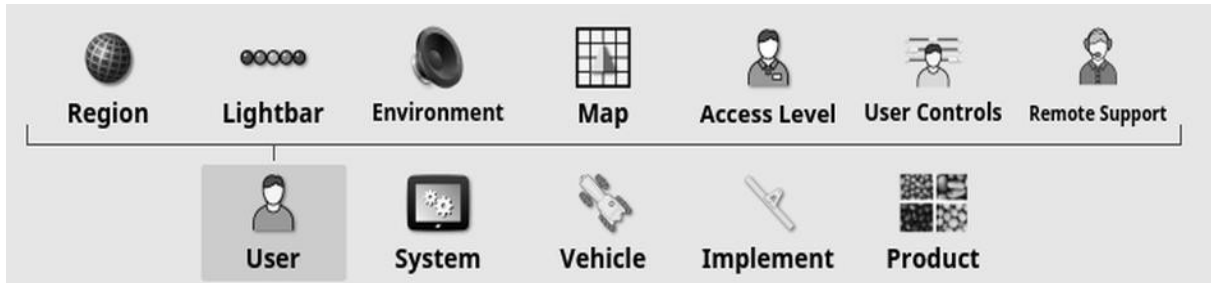 Region Lightbar Environment Map Access Level User Controls Remote Support
User System Vehicle Implement Product